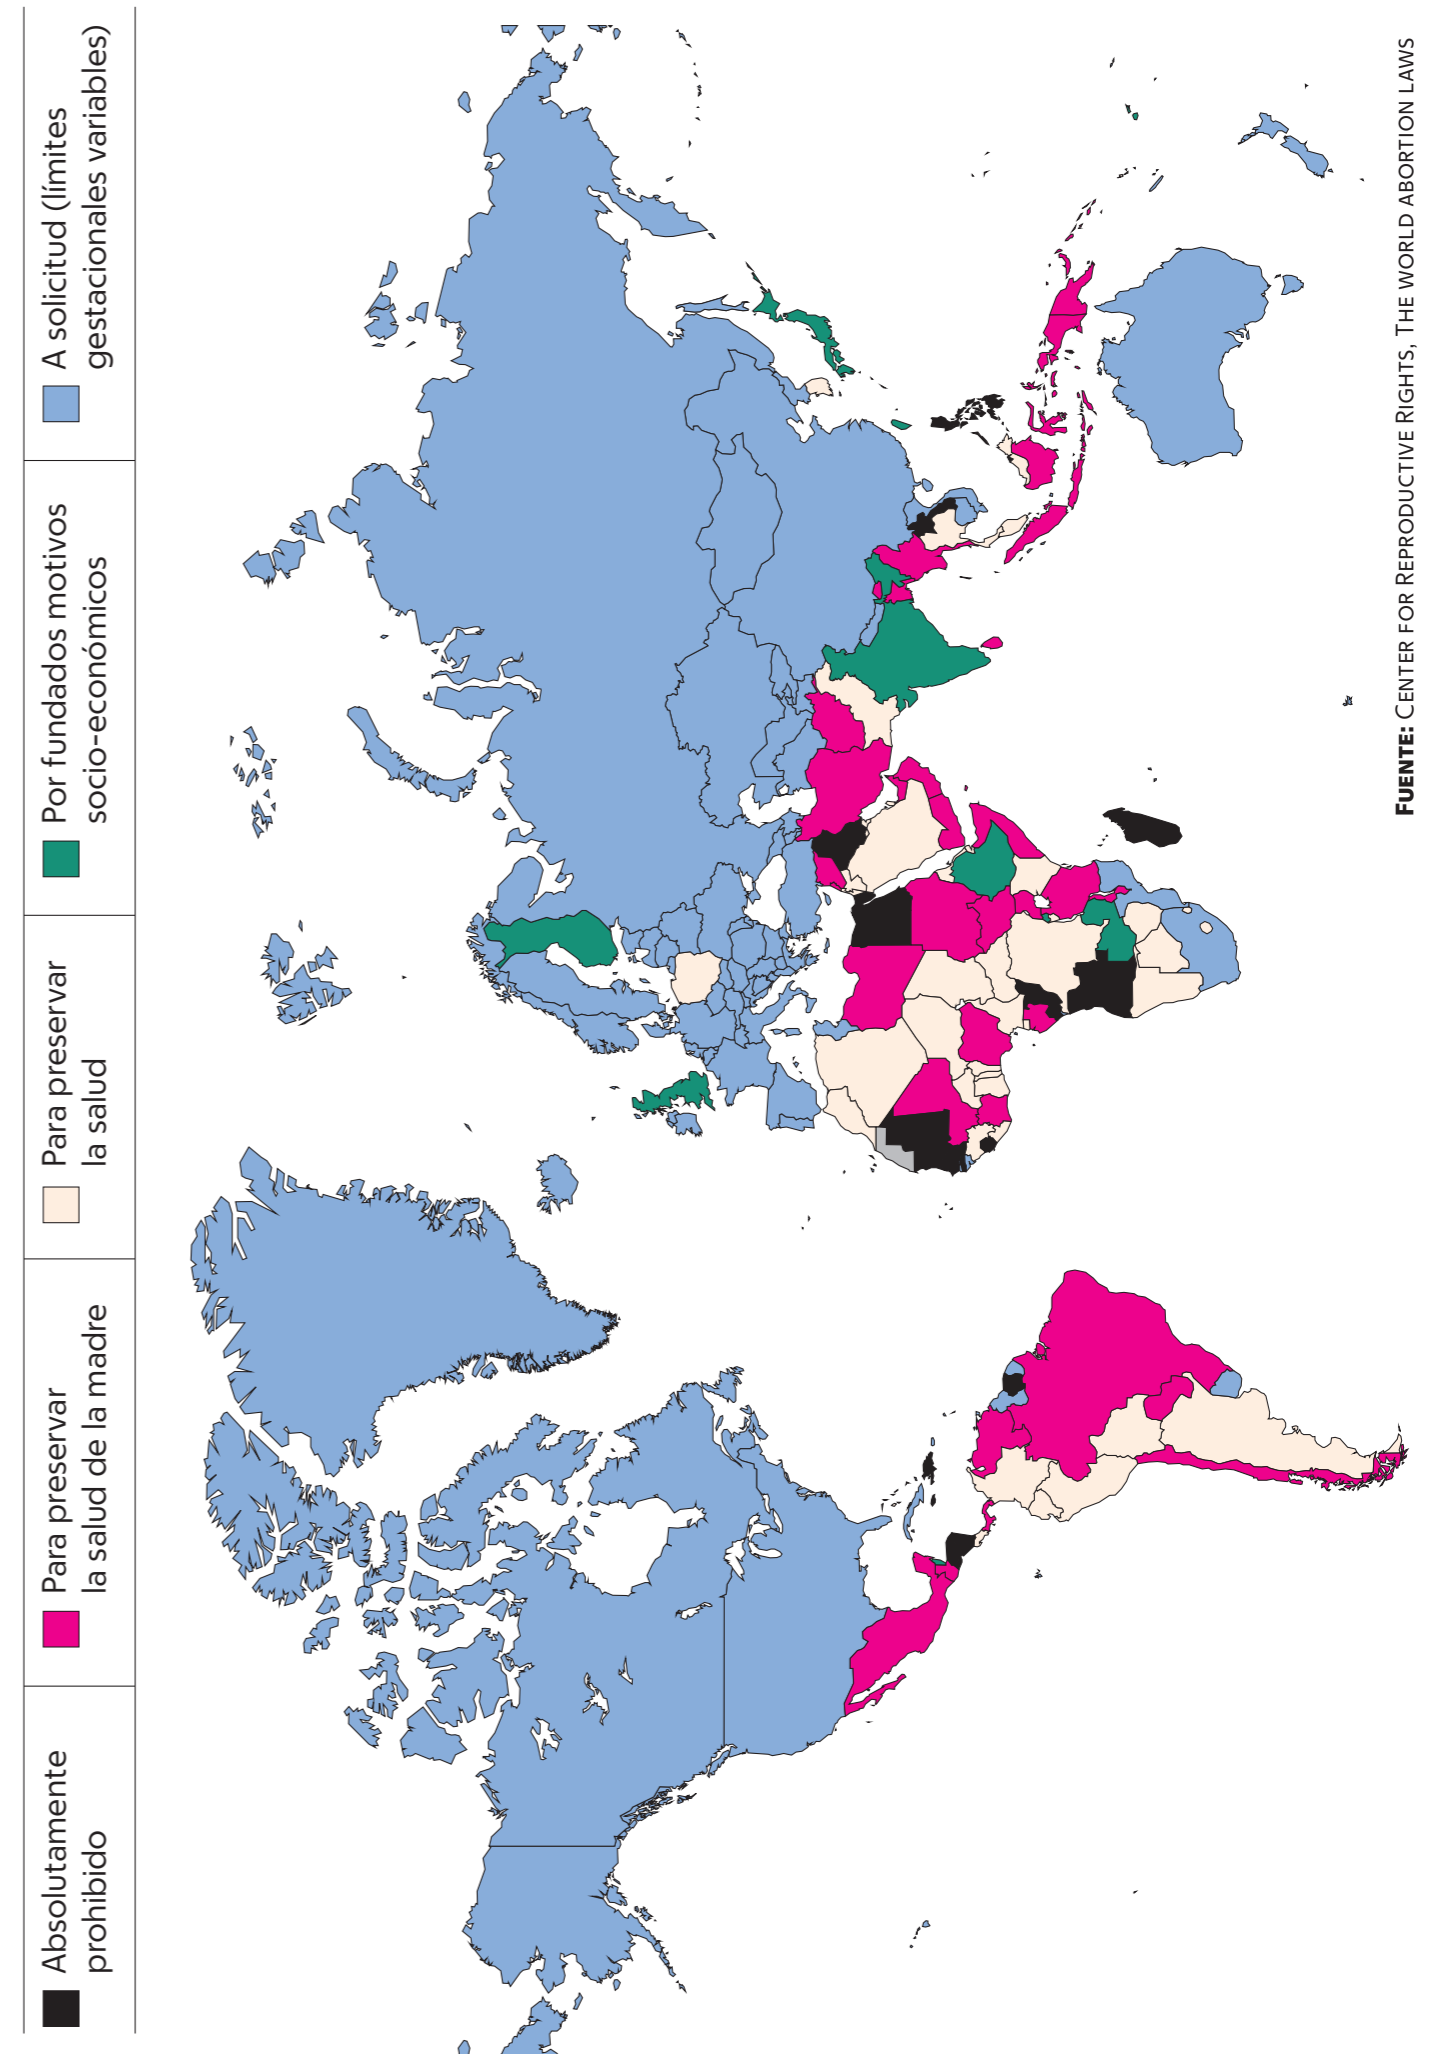 Absolutamente
prohibido
Para preservar
la salud de la madre
Para preservar
la salud
Por fundados motivos
socio-económicos
A solicitud (límites
gestacionales variables)
FUENTE: CENTER FOR REPRODUCTIVE RIGHTS, THE WORLD ABORTION LAWS